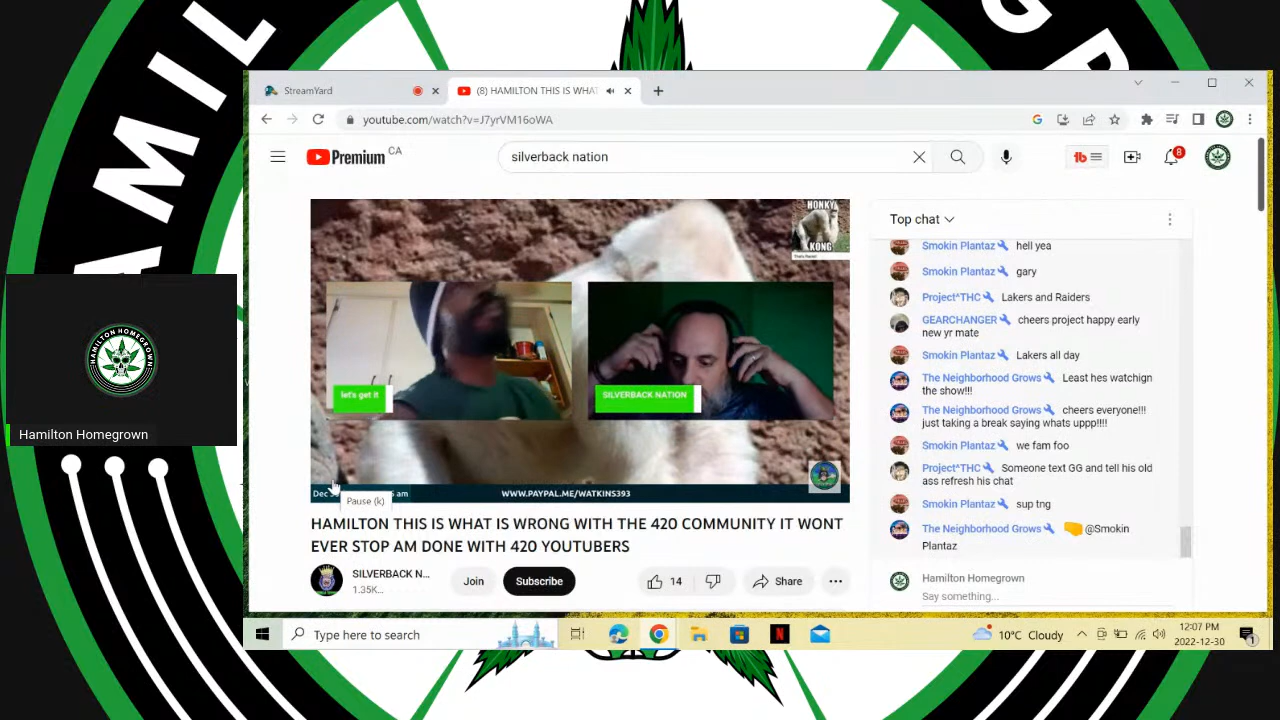 StreamYard
(8) HAMILTON THIS IS WHAT
youtube.com/watch?v=J7yrVM16oWA
Premium CA
silverback nation
8
HONKY
KONG
let's get it
SILVERBACK NATION
WWW.PAYPAL.ME/WATKINS393
Pause (k)
HAMILTON THIS IS WHAT IS WRONG WITH THE 420 COMMUNITY IT WONT
EVER STOP AM DONE WITH 420 YOUTUBERS
SILVERBACK N...
1.35K...
Join
Subscribe
14
Share
Top chat
Smokin Plantaz hell yea
Smokin Plantaz gary
Project^THC Lakers and Raiders
GEARCHANGER cheers project happy early
new yr mate
Smokin Plantaz Lakers all day
The Neighborhood Grows Least hes watchign
the show!!!
The Neighborhood Grows cheers everyone!!!
just taking a break saying whats uppp!!!!
Smokin Plantaz we fam foo
Project^THC Someone text GG and tell his old
ass refresh his chat
Smokin Plantaz sup tng
The Neighborhood Grows @Smokin
Plantaz
Hamilton Homegrown
Say something...
Type here to search
10°C Cloudy
12:07 PM
2022-12-30
1
HAMILTON HOMEGROWN
Hamilton Homegrown
AMIL
GR